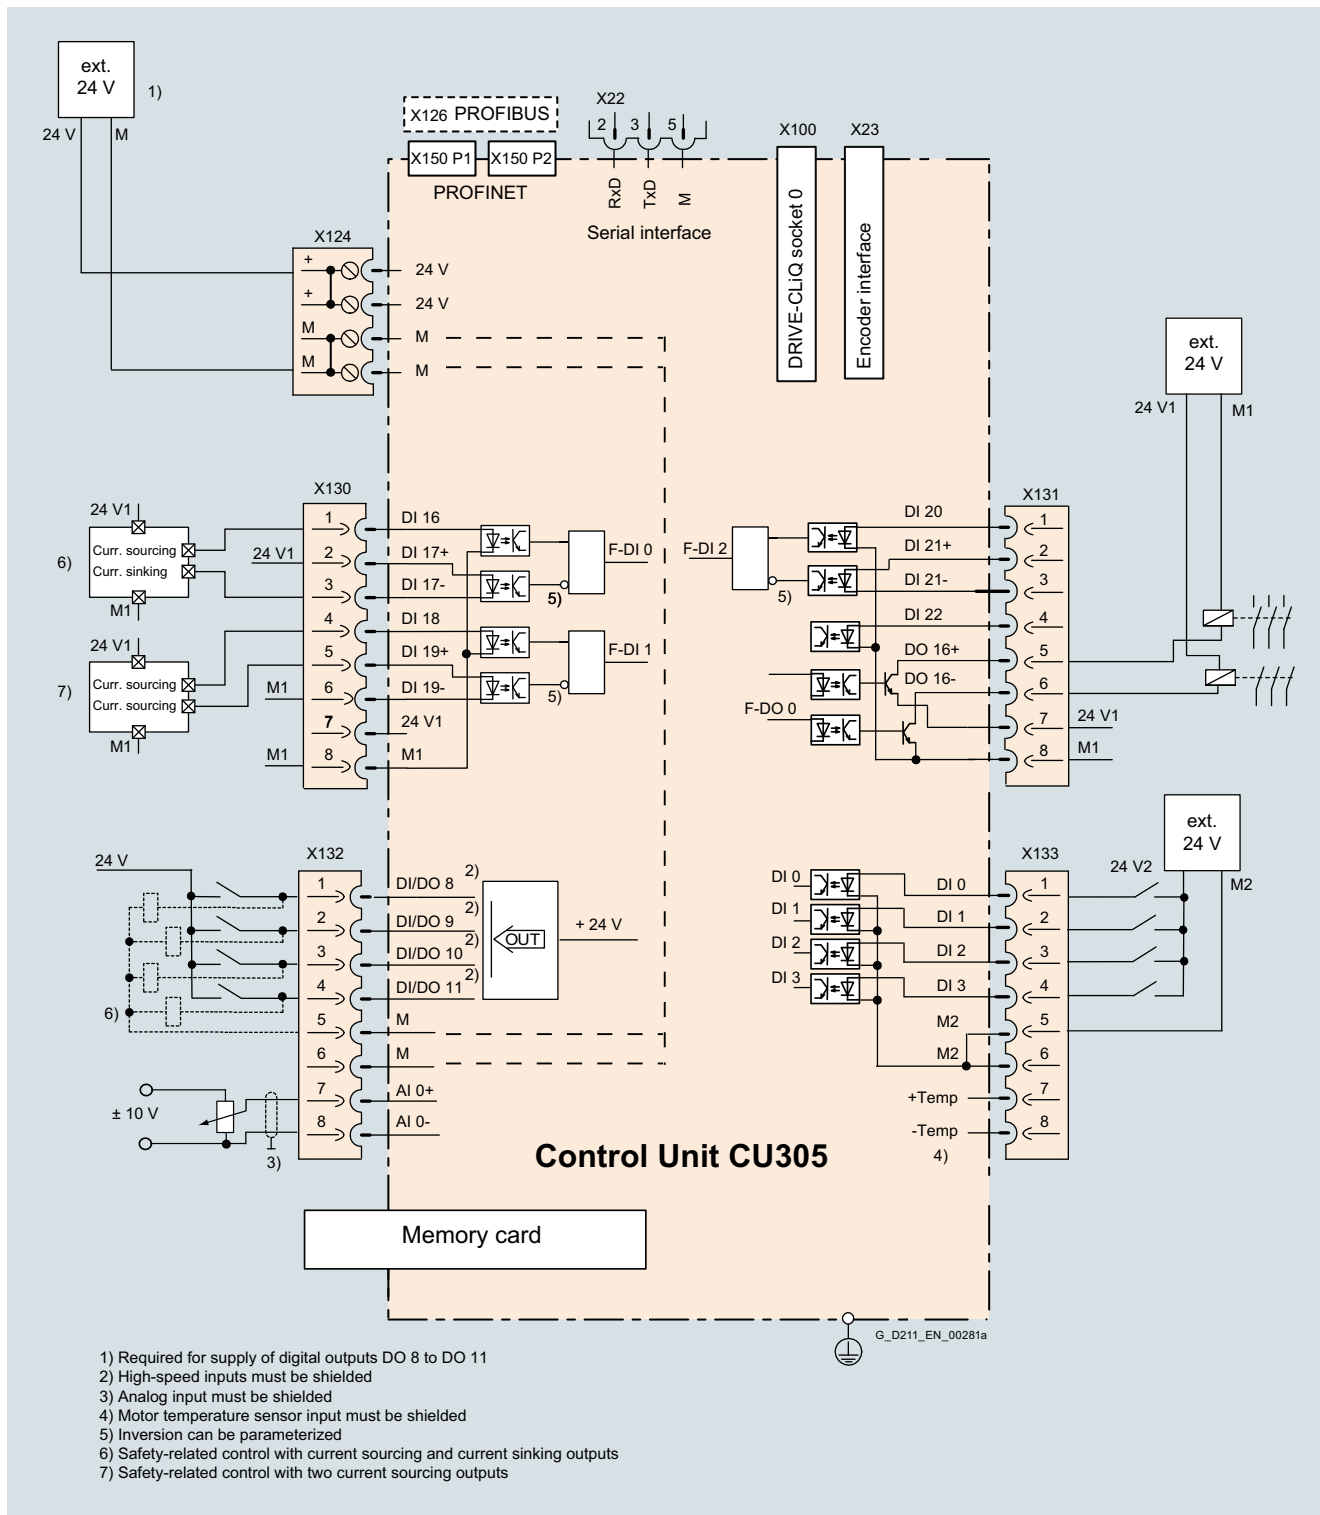 ext.
24 V
1)
24 V
M
X126 PROFIBUS
X150 P1
X150 P2
PROFINET
X22
2
3
5
RxD
TxD
M
Serial interface
X100
DRIVE-CLiQ socket 0
X23
Encoder interface
X124
+
+
M
M
24 V
24 V
M
M
ext.
24 V
24 V1
M1
X130
24 V1
Curr. sourcing
Curr. sinking
M1
6)
24 V1
24 V1
Curr. sourcing
Curr. sourcing
M1
7)
M1
M1
1
2
3
4
5
6
7
8
DI 16
DI 17+
DI 17-
DI 18
DI 19+
DI 19-
24 V1
M1
5)
5)
F-DI 0
F-DI 1
X131
F-DI 2
5)
F-DO 0
DI 20
DI 21+
DI 21-
DI 22
DO 16+
DO 16-
1
2
3
4
5
6
7
8
24 V1
M1
X132
24 V
6)
± 10 V
3)
1
2
3
4
5
6
7
8
DI/DO 8
DI/DO 9
DI/DO 10
DI/DO 11
M
M
AI 0+
AI 0-
2)
2)
2)
2)
OUT
+ 24 V
X133
DI 0
DI 1
DI 2
DI 3
DI 0
DI 1
DI 2
DI 3
M2
M2
+Temp
-Temp
4)
1
2
3
4
5
6
7
8
24 V2
ext.
24 V
M2
Control Unit CU305
Memory card
G_D211_EN_00281a
1) Required for supply of digital outputs DO 8 to DO 11
2) High-speed inputs must be shielded
3) Analog input must be shielded
4) Motor temperature sensor input must be shielded
5) Inversion can be parameterized
6) Safety-related control with current sourcing and current sinking outputs
7) Safety-related control with two current sourcing outputs